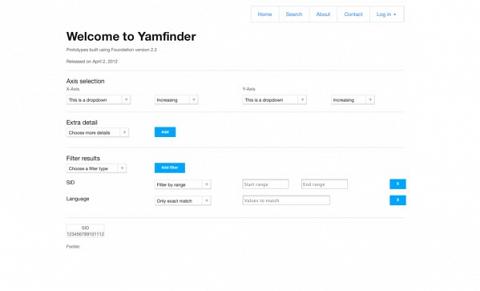 Home Search About Contact Log in
Welcome to Yamfinder
Prototypes built using Foundation version 2.2
Released on April 2, 2012
Axis selection
X-Axis Y-Axis
This is a dropdown Increasing This is a dropdown Increasing
Extra detail
Choose more details Add
Filter results
Choose a filter type Add filter
SID Filter by range Start range End range X
Language Only exact match Values to match X
SID
123456789101112
Footer.